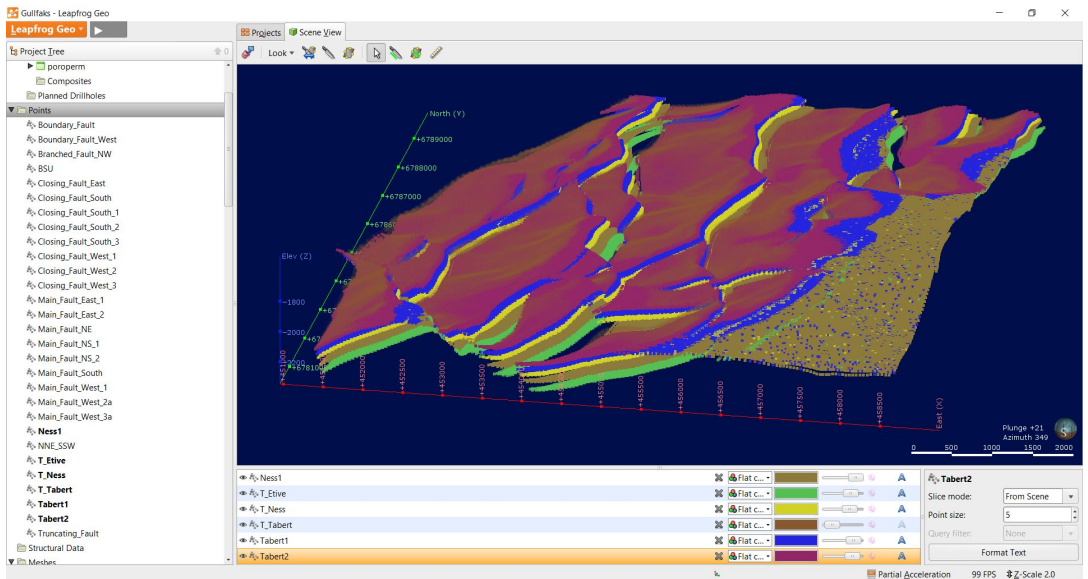 Gullfaks - Leapfrog Geo
Leapfrog Geo
Projects
Scene View
Project Tree
0
Look
poroperm
Composites
Planned Drillholes
Points
Boundary_Fault
Boundary_Fault_West
Branched_Fault_NW
BSU
Closing_Fault_East
Closing_Fault_South
Closing_Fault_South_1
Closing_Fault_South_2
Closing_Fault_South_3
Closing_Fault_West_1
Closing_Fault_West_2
Closing_Fault_West_3
Main_Fault_East_1
Main_Fault_East_2
Main_Fault_NE
Main_Fault_NS_1
Main_Fault_NS_2
Main_Fault_South
Main_Fault_West_1
Main_Fault_West_2a
Main_Fault_West_3a
Ness1
NNE_SSW
T_Etive
T_Ness
T_Tabert
Tabert1
Tabert2
Truncating_Fault
Structural Data
Meshes
North (Y)
+6789000
+6788000
+6787000
Elev (Z)
-1800
-2000
+452000
+452500
+453000
+453500
+455500
+456000
+456500
+457000
+457500
+458000
+458500
East (X)
Plunge +21
Azimuth 349
S
0 500 1000 1500 2000
Ness1 Flat c...
T_Etive Flat c...
T_Ness Flat c...
T_Tabert Flat c...
Tabert1 Flat c...
Tabert2 Flat c...
Tabert2
Slice mode: From Scene
Point size: 5
Query filter: None
Format Text
Partial Acceleration 99 FPS Z-Scale 2.0